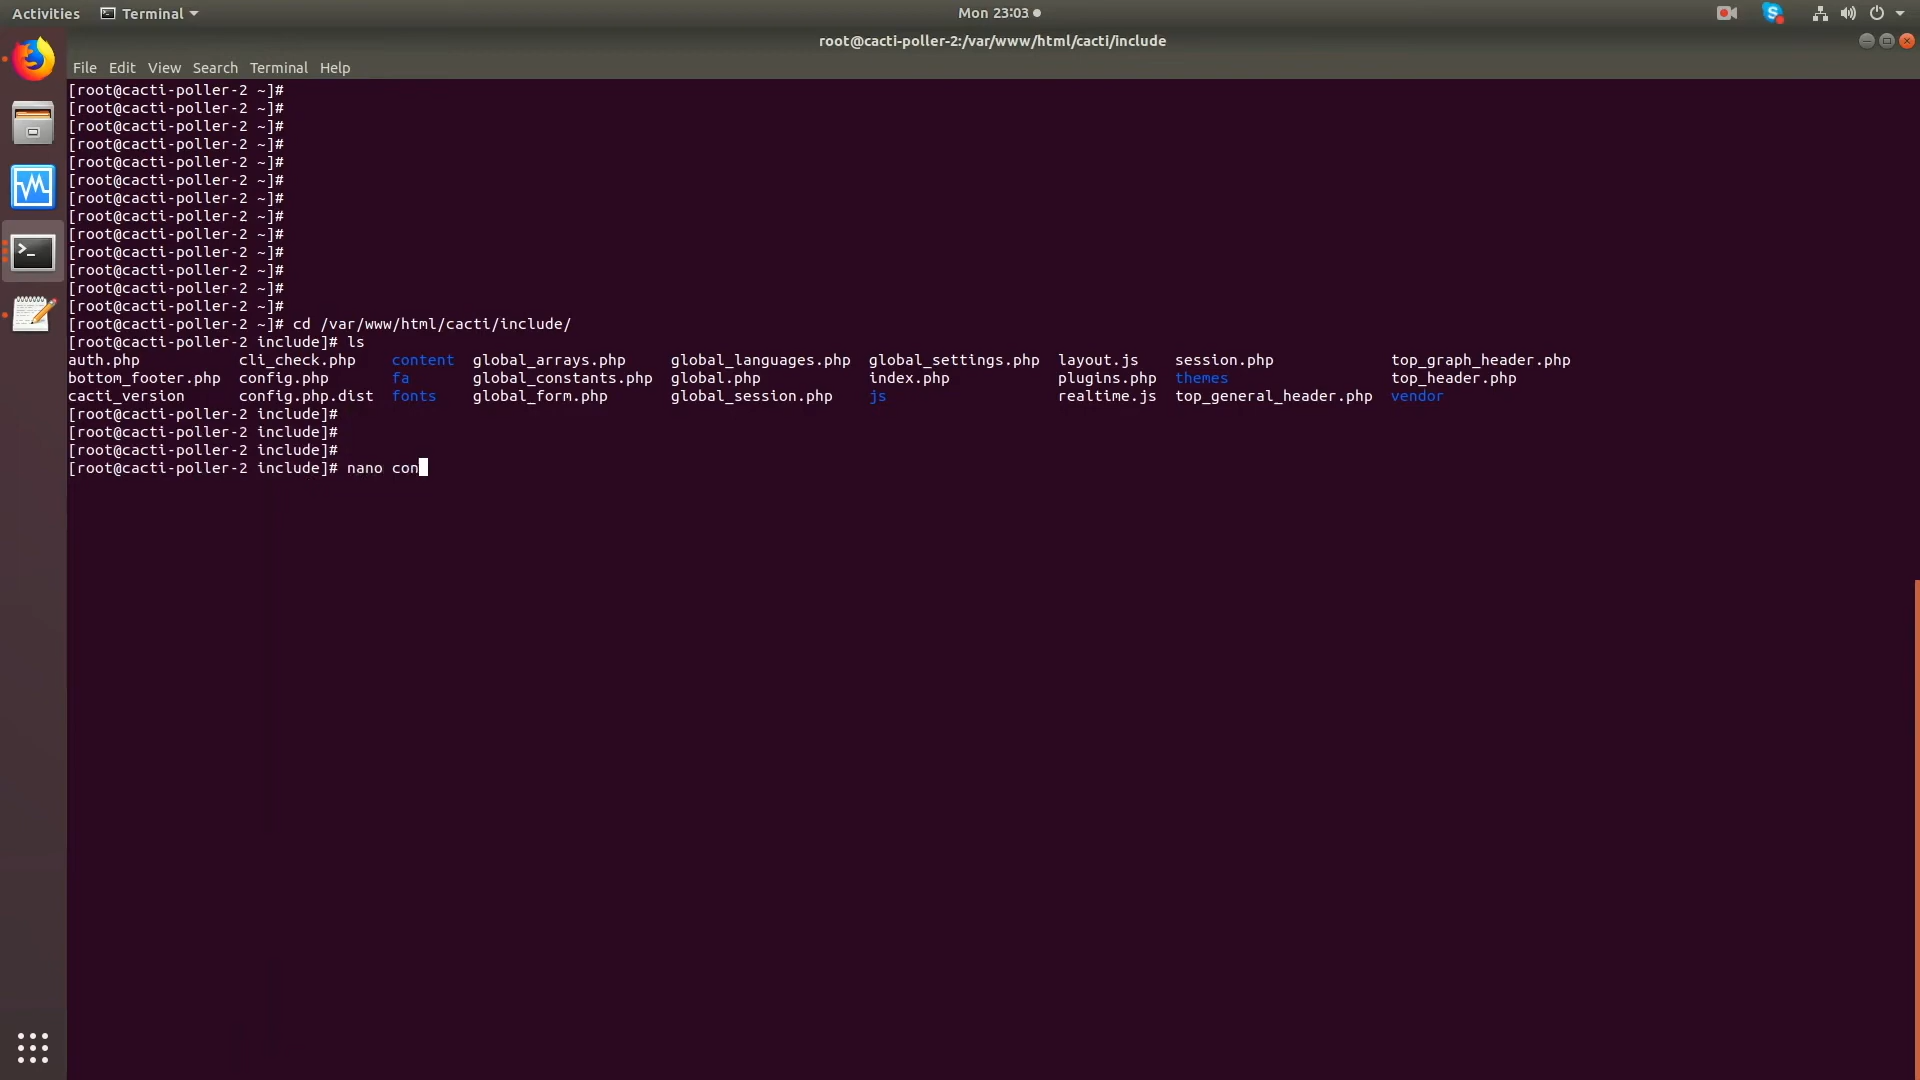 Activities Terminal Mon 23:03
root@cacti-poller-2:/var/www/html/cacti/include
File Edit View Search Terminal Help
[root@cacti-poller-2 ~]#
[root@cacti-poller-2 ~]#
[root@cacti-poller-2 ~]#
[root@cacti-poller-2 ~]#
[root@cacti-poller-2 ~]#
[root@cacti-poller-2 ~]#
[root@cacti-poller-2 ~]#
[root@cacti-poller-2 ~]#
[root@cacti-poller-2 ~]#
[root@cacti-poller-2 ~]#
[root@cacti-poller-2 ~]#
[root@cacti-poller-2 ~]#
[root@cacti-poller-2 ~]#
[root@cacti-poller-2 ~]# cd /var/www/html/cacti/include/
[root@cacti-poller-2 include]# ls
auth.php cli_check.php content global_arrays.php global_languages.php global_settings.php layout.js session.php top_graph_header.php
bottom_footer.php config.php fa global_constants.php global.php index.php plugins.php themes top_header.php
cacti_version config.php.dist fonts global_form.php global_session.php js realtime.js top_general_header.php vendor
[root@cacti-poller-2 include]#
[root@cacti-poller-2 include]#
[root@cacti-poller-2 include]#
[root@cacti-poller-2 include]# nano con